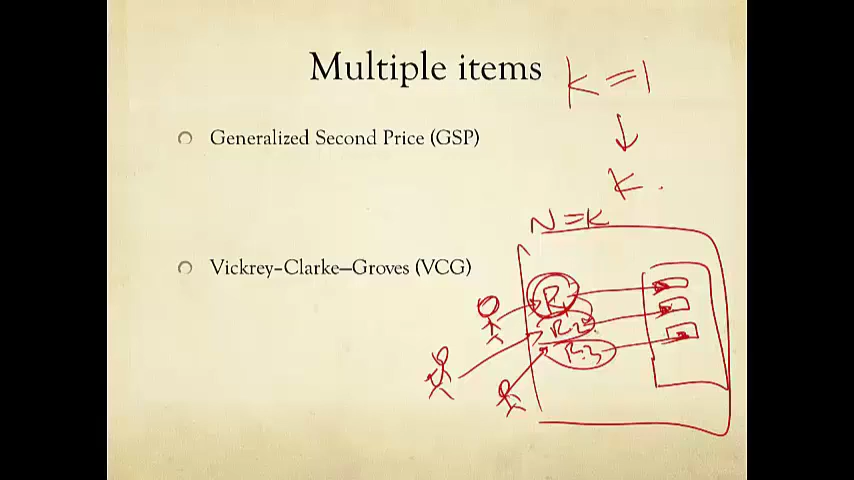 Multiple items
K=1
↓
K.
Generalized Second Price (GSP)
N=K
Vickrey-Clarke-Groves (VCG)
R1
R2
R3